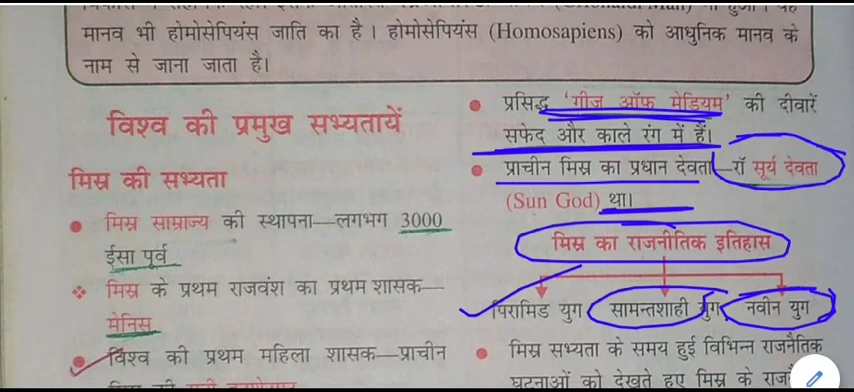 मानव भी होमोसेपियंस जाति का है। होमोसेपियंस (Homosapiens) को आधुनिक मानव के
नाम से जाना जाता है।
विश्व की प्रमुख सभ्यतायें
मिस्र की सभ्यता
• मिस्र साम्राज्य की स्थापना—लगभग 3000
ईसा पूर्व
❖ मिस्र के प्रथम राजवंश का प्रथम शासक—
मेनिस
• विश्व की प्रथम महिला शासक—प्राचीन
• प्रसिद्ध 'गीज ऑफ मेडियम' की दीवारें
सफेद और काले रंग में हैं।
• प्राचीन मिस्र का प्रधान देवता—रॉ सूर्य देवता
(Sun God) था।
मिस्र का राजनीतिक इतिहास
पिरामिड युग सामन्तशाही युग नवीन युग
• मिस्र सभ्यता के समय हुई विभिन्न राजनैतिक
घटनाओं को देखते हुए मिस्र के